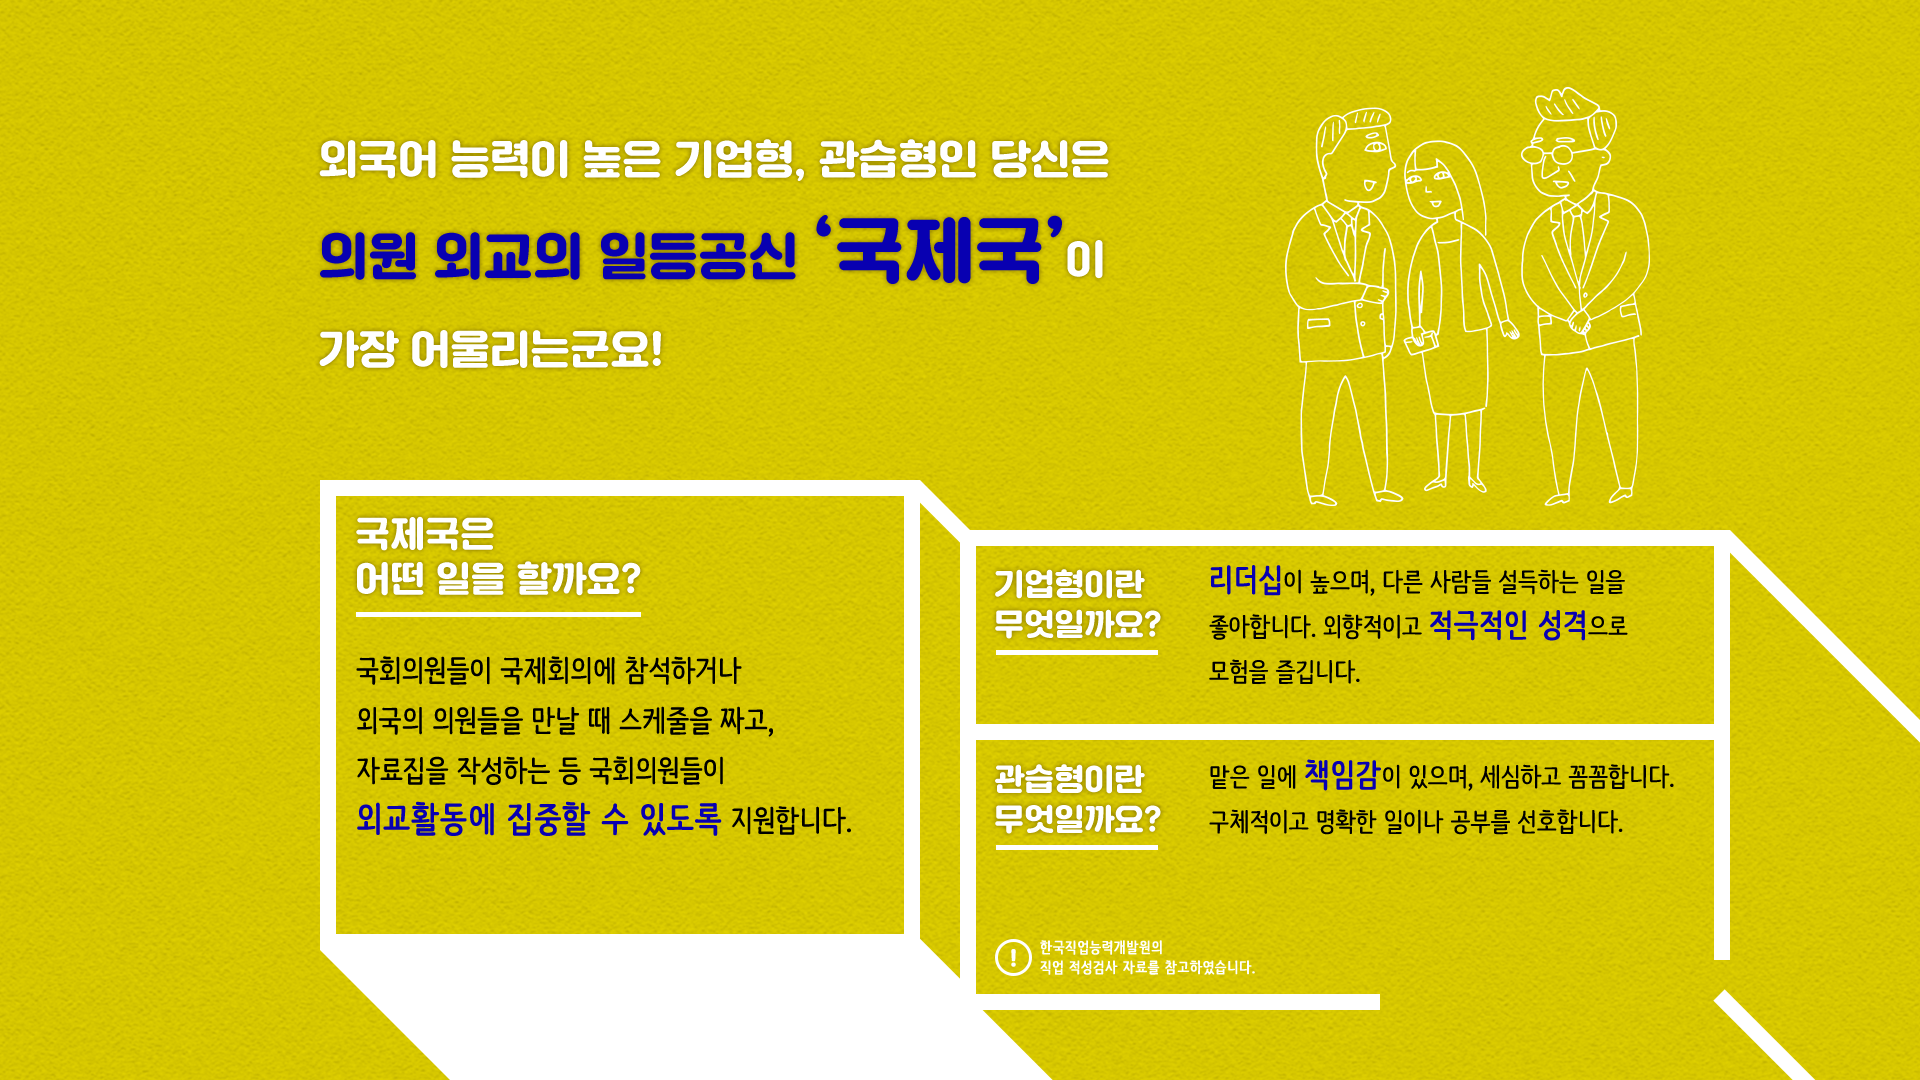 외국어 능력이 높은 기업형, 관습형인 당신은
의원 외교의 일등공신 ‘국제국’이
가장 어울리는군요!
국제국은
어떤 일을 할까요?
국회의원들이 국제회의에 참석하거나
외국의 의원들을 만날 때 스케줄을 짜고,
자료집을 작성하는 등 국회의원들이
외교활동에 집중할 수 있도록 지원합니다.
기업형이란
무엇일까요?
리더십이 높으며, 다른 사람들 설득하는 일을
좋아합니다. 외향적이고 적극적인 성격으로
모험을 즐깁니다.
관습형이란
무엇일까요?
맡은 일에 책임감이 있으며, 세심하고 꼼꼼합니다.
구체적이고 명확한 일이나 공부를 선호합니다.
한국직업능력개발원의
직업 적성검사 자료를 참고하였습니다.